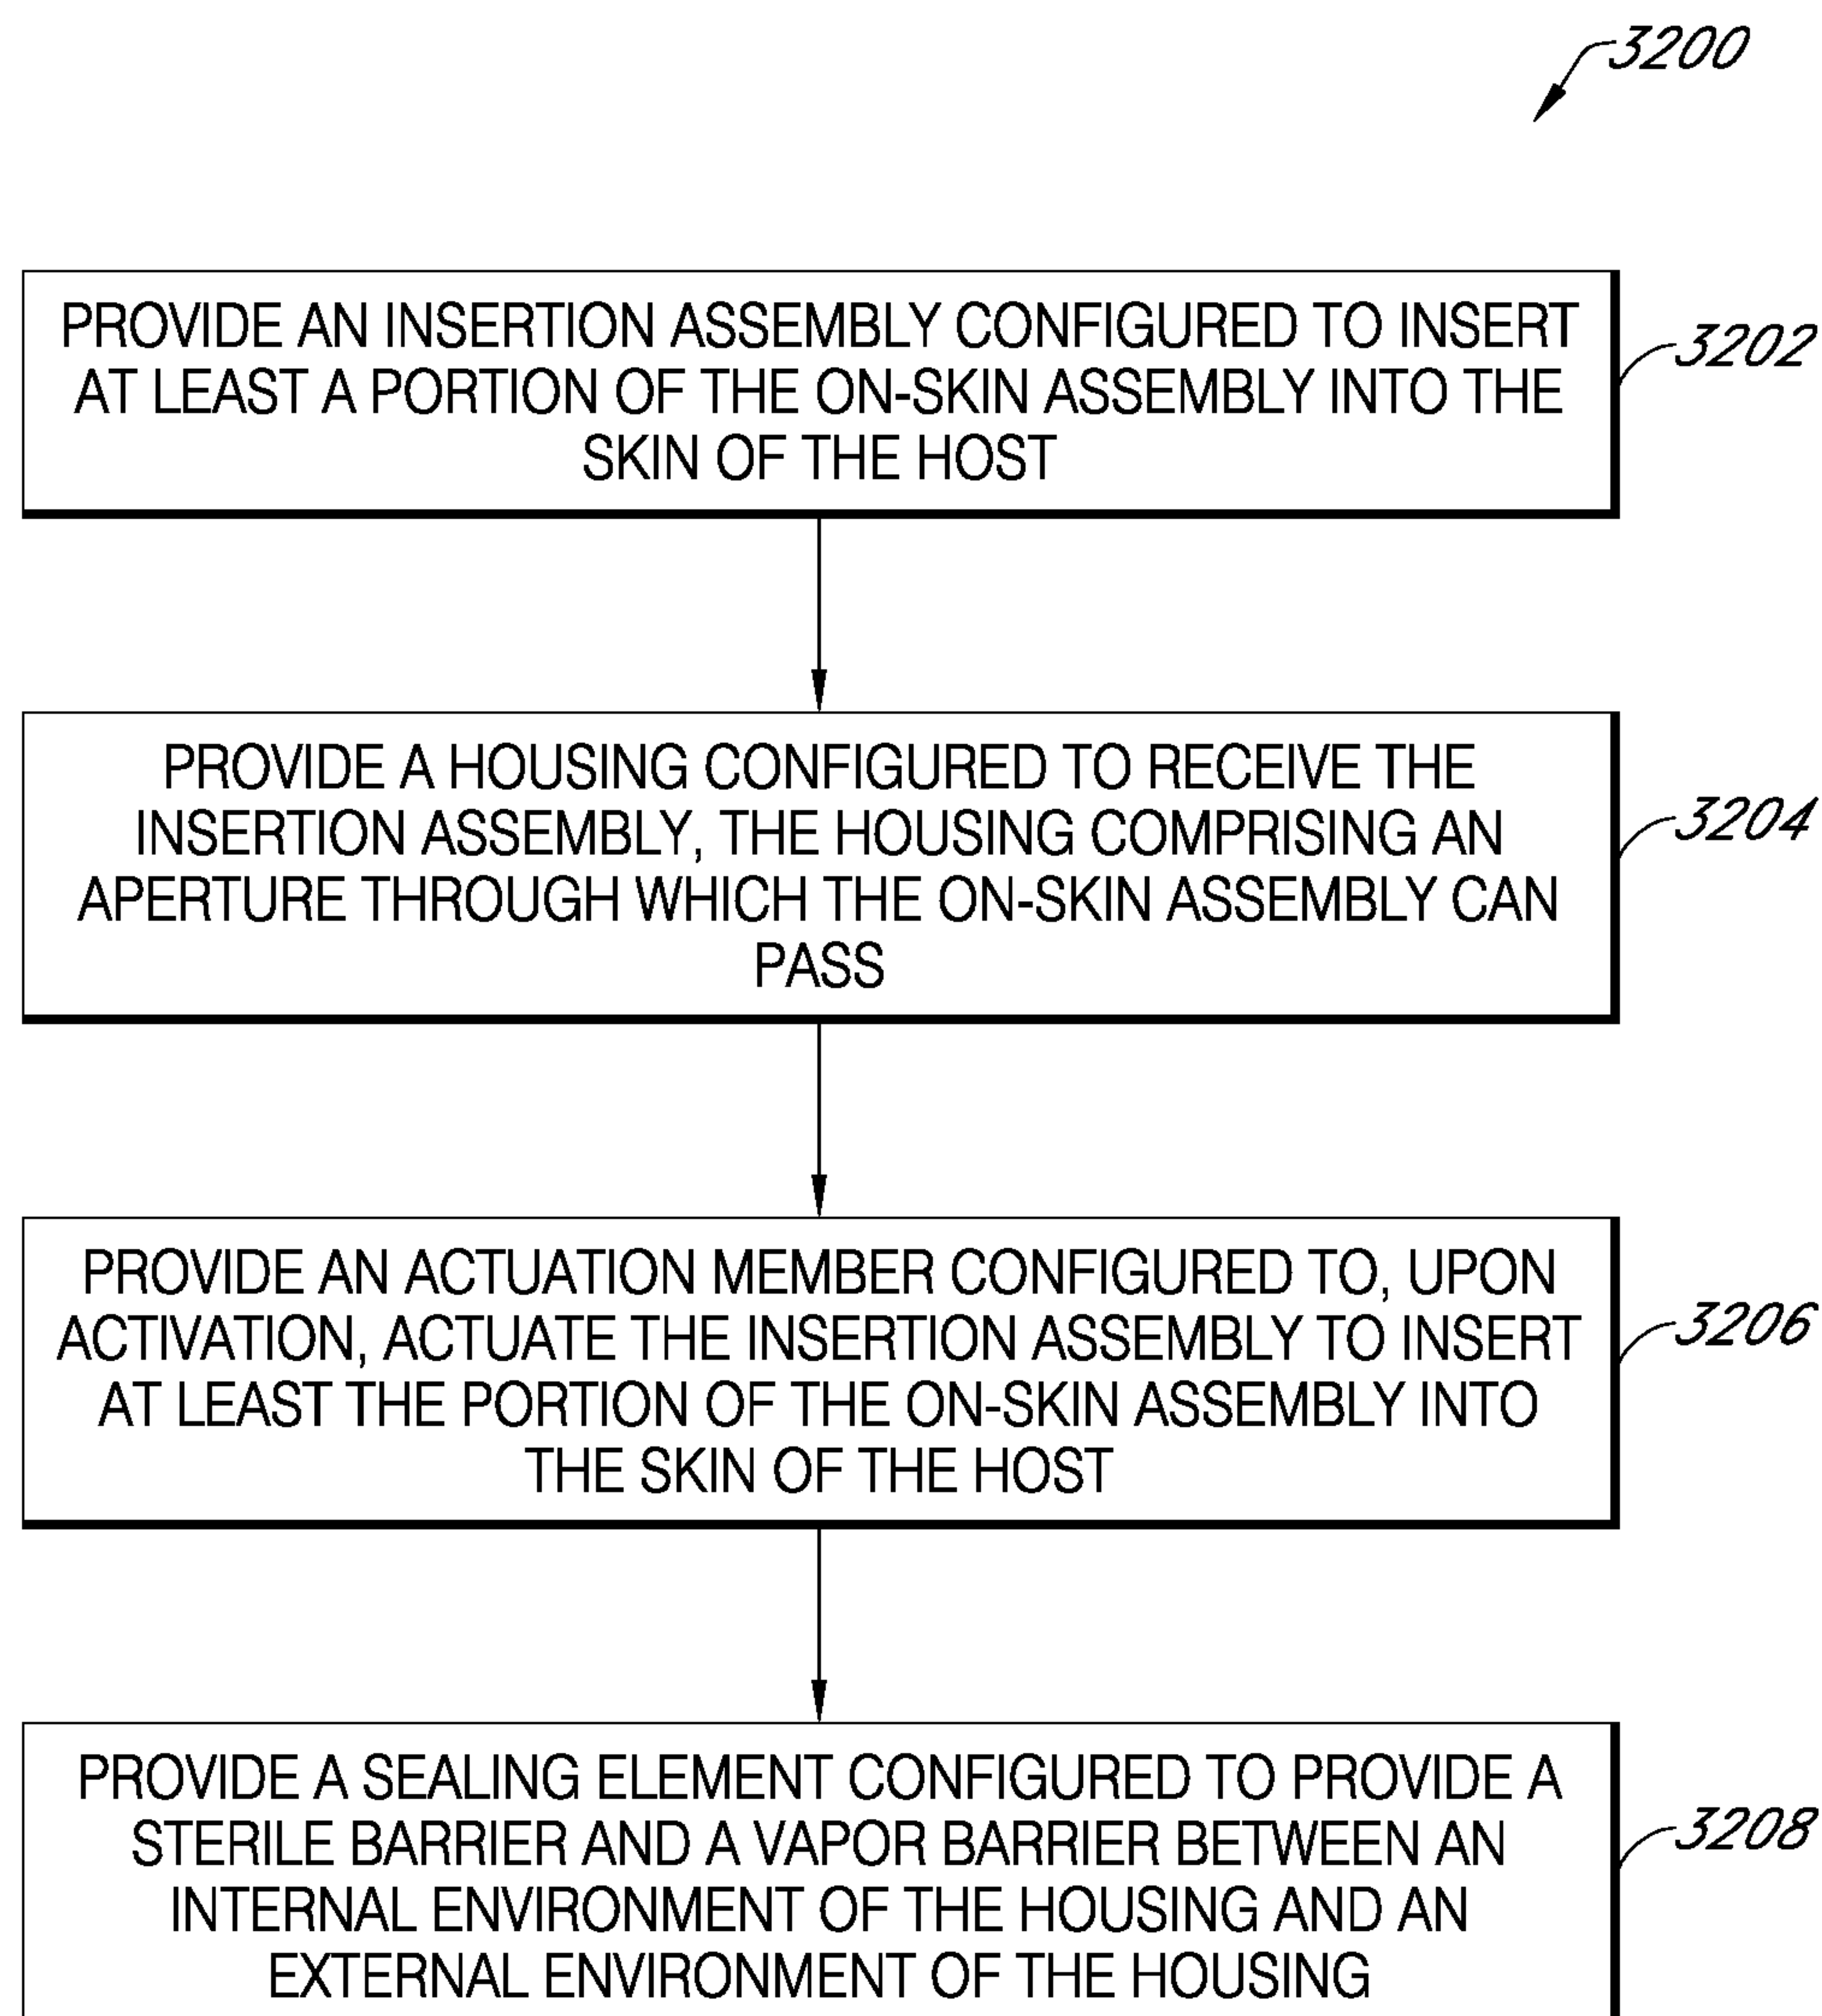 3200
PROVIDE AN INSERTION ASSEMBLY CONFIGURED TO INSERT
AT LEAST A PORTION OF THE ON-SKIN ASSEMBLY INTO THE
SKIN OF THE HOST
3202
PROVIDE A HOUSING CONFIGURED TO RECEIVE THE
INSERTION ASSEMBLY, THE HOUSING COMPRISING AN
APERTURE THROUGH WHICH THE ON-SKIN ASSEMBLY CAN
PASS
3204
PROVIDE AN ACTUATION MEMBER CONFIGURED TO, UPON
ACTIVATION, ACTUATE THE INSERTION ASSEMBLY TO INSERT
AT LEAST THE PORTION OF THE ON-SKIN ASSEMBLY INTO
THE SKIN OF THE HOST
3206
PROVIDE A SEALING ELEMENT CONFIGURED TO PROVIDE A
STERILE BARRIER AND A VAPOR BARRIER BETWEEN AN
INTERNAL ENVIRONMENT OF THE HOUSING AND AN
EXTERNAL ENVIRONMENT OF THE HOUSING
3208